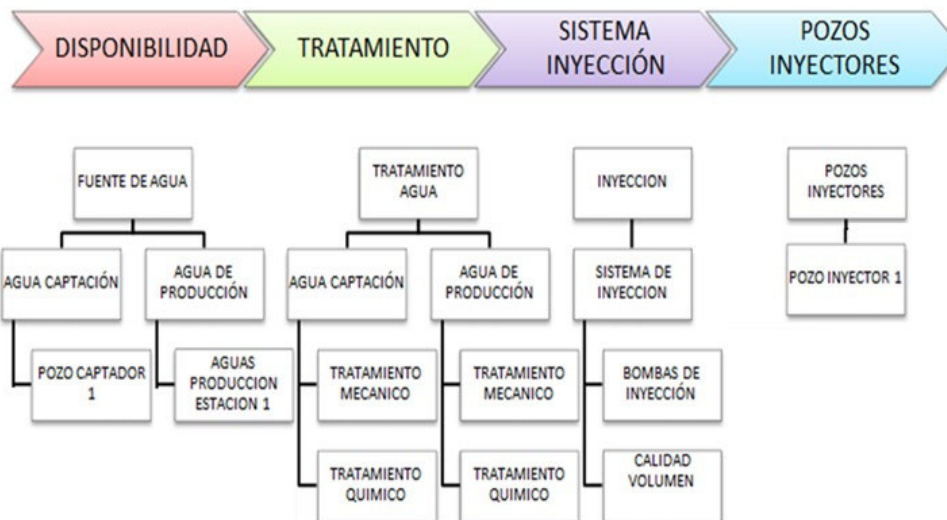 DISPONIBILIDAD
TRATAMIENTO
SISTEMA
INYECCIÓN
POZOS
INYECTORES
FUENTE DE AGUA
AGUA CAPTACIÓN
POZO CAPTADOR
1
AGUA DE
PRODUCCIÓN
AGUAS
PRODUCCION
ESTACION 1
TRATAMIENTO
AGUA
AGUA CAPTACIÓN
TRATAMIENTO
MECANICO
TRATAMIENTO
QUIMICO
AGUA DE
PRODUCCIÓN
TRATAMIENTO
MECANICO
TRATAMIENTO
QUIMICO
INYECCION
SISTEMA DE
INYECCION
BOMBAS DE
INYECCIÓN
CALIDAD
VOLUMEN
POZOS
INYECTORES
POZO INYECTOR 1